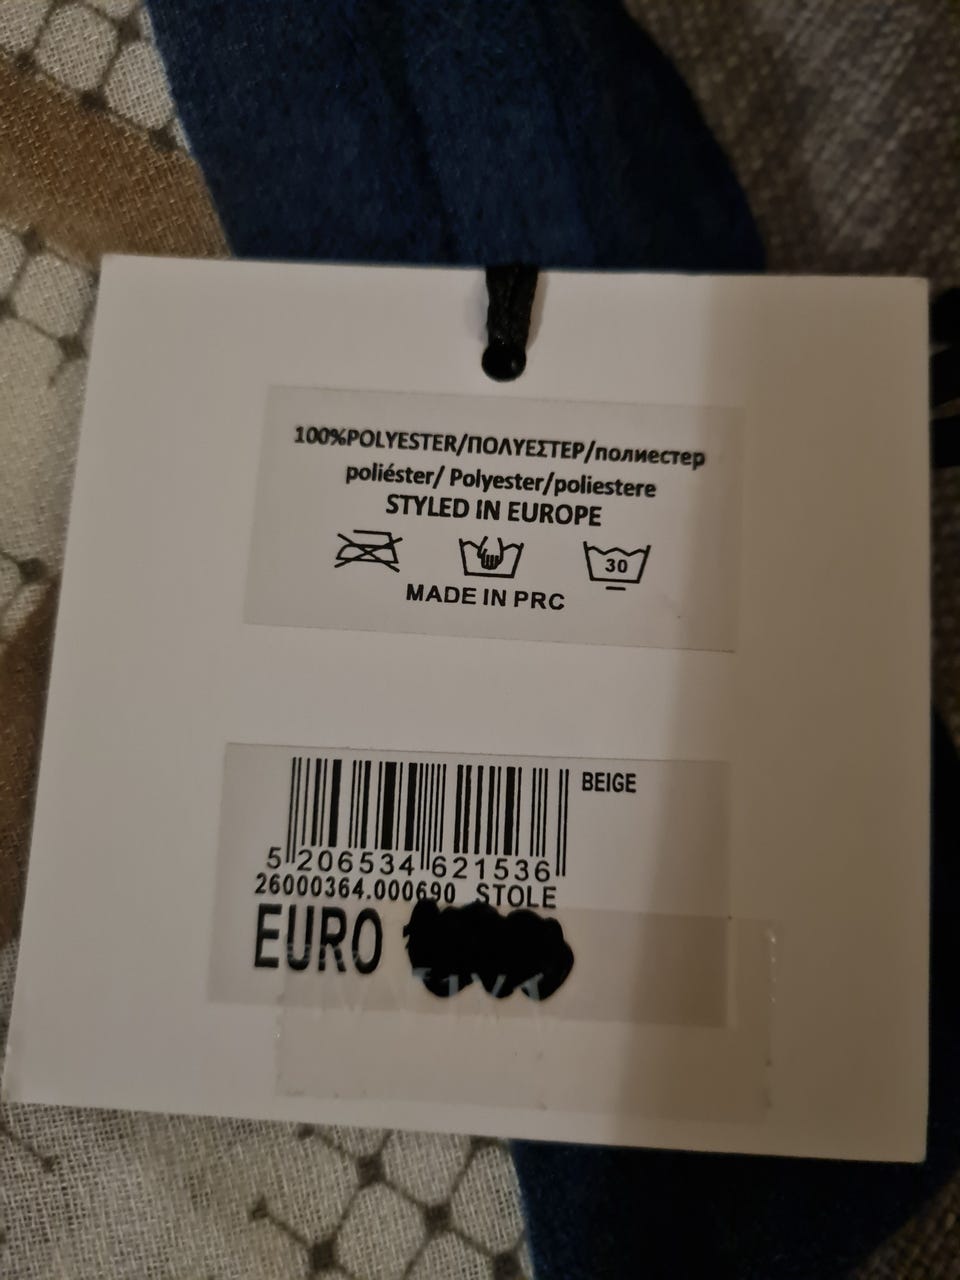 100%POLYESTER/ΠΟΛΥΕΣΤΕΡ/полиестер
poliéster/ Polyester/poliestere
STYLED IN EUROPE
30
MADE IN PRC
BEIGE
5 206534 621536
26000364.000690 STOLE
EURO